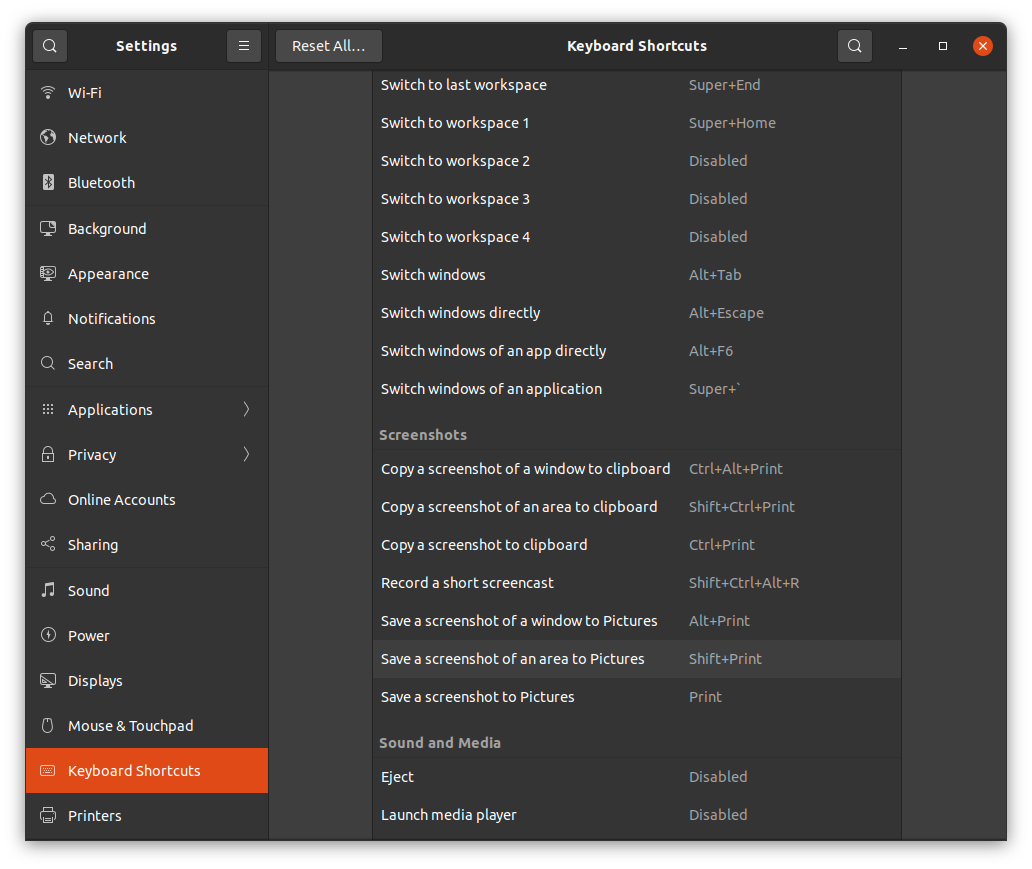 Settings
Reset All...
Keyboard Shortcuts
Wi-Fi
Network
Bluetooth
Background
Appearance
Notifications
Search
Applications
Privacy
Online Accounts
Sharing
Sound
Power
Displays
Mouse & Touchpad
Keyboard Shortcuts
Printers
Switch to last workspace Super+End
Switch to workspace 1 Super+Home
Switch to workspace 2 Disabled
Switch to workspace 3 Disabled
Switch to workspace 4 Disabled
Switch windows Alt+Tab
Switch windows directly Alt+Escape
Switch windows of an app directly Alt+F6
Switch windows of an application Super+`
Screenshots
Copy a screenshot of a window to clipboard Ctrl+Alt+Print
Copy a screenshot of an area to clipboard Shift+Ctrl+Print
Copy a screenshot to clipboard Ctrl+Print
Record a short screencast Shift+Ctrl+Alt+R
Save a screenshot of a window to Pictures Alt+Print
Save a screenshot of an area to Pictures Shift+Print
Save a screenshot to Pictures Print
Sound and Media
Eject Disabled
Launch media player Disabled